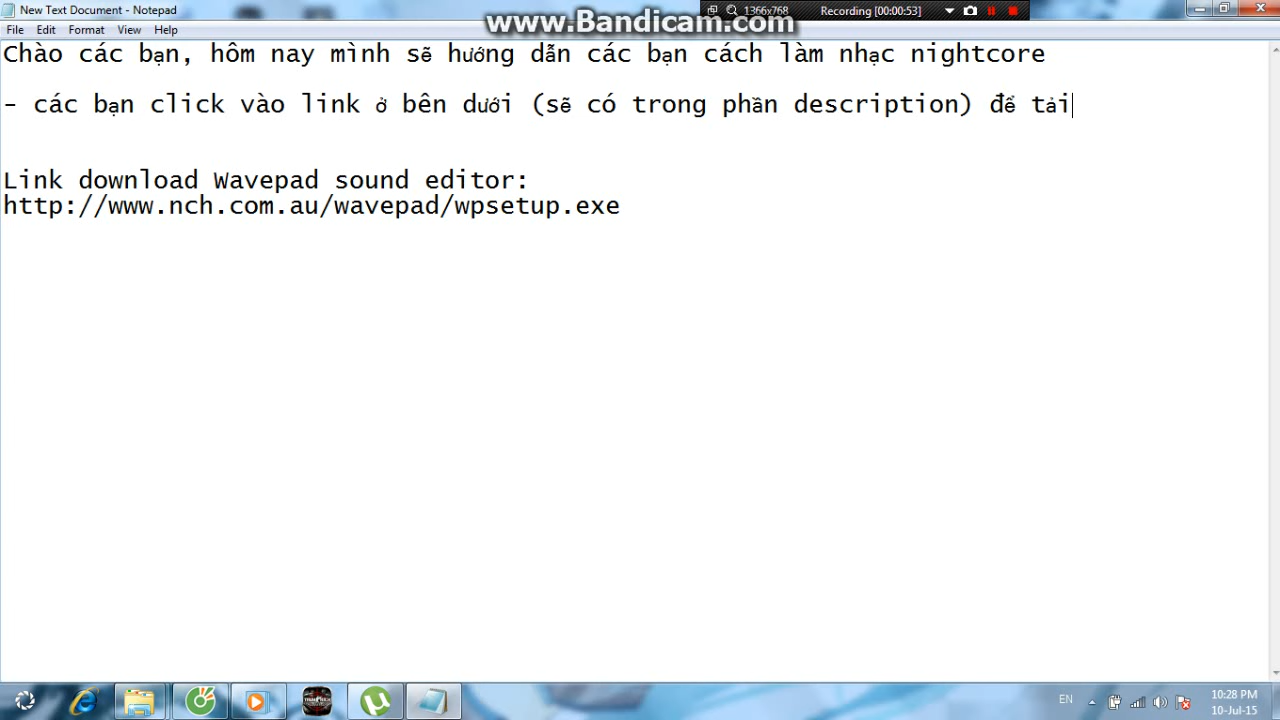 New Text Document - Notepad
www.Bandicam.com
1366x768 Recording [00:00:53]
File Edit Format View Help
Chào các bạn, hôm nay mình sẽ hướng dẫn các bạn cách làm nhạc nightcore
- các bạn click vào link ở bên dưới (sẽ có trong phần description) để tải
Link download Wavepad sound editor:
http://www.nch.com.au/wavepad/wpsetup.exe
EN
10:28 PM
10-Jul-15